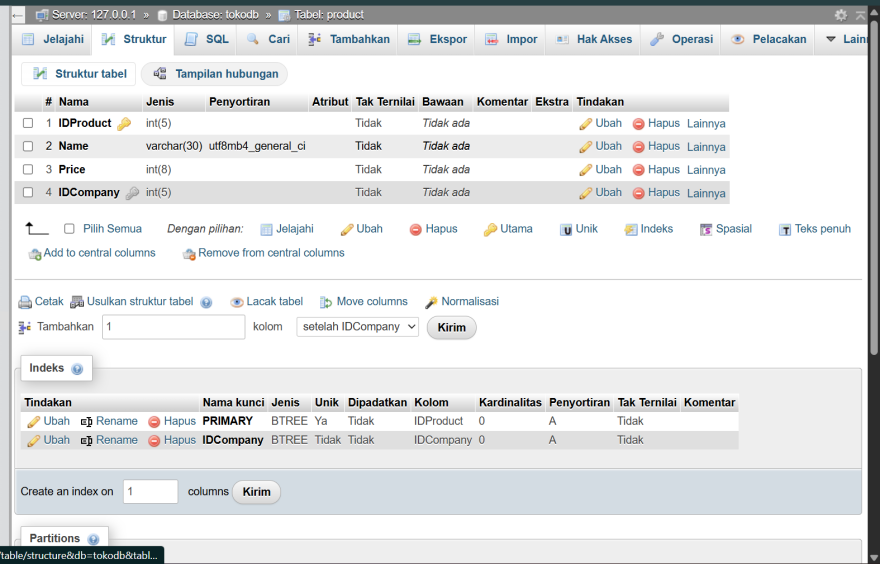 Server: 127.0.0.1 » Database: tokodb » Tabel: product
Jelajahi Struktur SQL Cari Tambahkan Ekspor Impor Hak Akses Operasi Pelacakan
Struktur tabel Tampilan hubungan
# Nama Jenis Penyortiran Atribut Tak Ternilai Bawaan Komentar Ekstra Tindakan
1 IDProduct int(5) Tidak Tidak ada Ubah Hapus Lainnya
2 Name varchar(30) utf8mb4_general_ci Tidak Tidak ada Ubah Hapus Lainnya
3 Price int(8) Tidak Tidak ada Ubah Hapus Lainnya
4 IDCompany int(5) Tidak Tidak ada Ubah Hapus Lainnya
Pilih Semua Dengan pilihan: Jelajahi Ubah Hapus Utama Unik Indeks Spasial Teks penuh
Add to central columns Remove from central columns
Cetak Usulkan struktur tabel Lacak tabel Move columns Normalisasi
Tambahkan 1 kolom setelah IDCompany Kirim
Indeks
Tindakan Nama kunci Jenis Unik Dipadatkan Kolom Kardinalitas Penyortiran Tak Ternilai Komentar
Ubah Rename Hapus PRIMARY BTREE Ya Tidak IDProduct 0 A Tidak
Ubah Rename Hapus IDCompany BTREE Tidak Tidak IDCompany 0 A Tidak
Create an index on 1 columns Kirim
Partitions
/table/structure&db=tokodb&tabl...